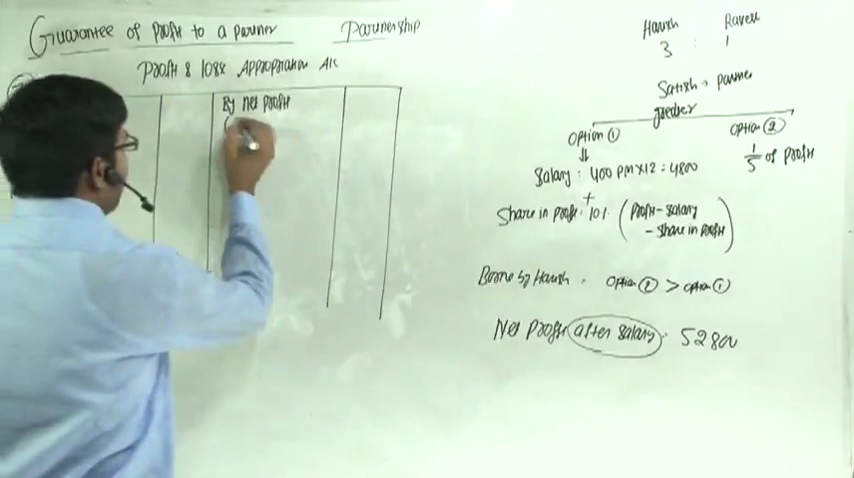 Guarantee of profit to a partner Partnership
Profit & loss Appropriation A/c
By Net profit
(
Harish Ravell
3 : 1
Satish → partner
greater
option ① option ②
⇓ 1/5 of profit
Salary : 400 PM x 12 : 4800
+
Share in profit : 10% (Profit - Salary
- Share in profit)
Borne by Harish . option ② > option ①
Net profit after salary : 52800